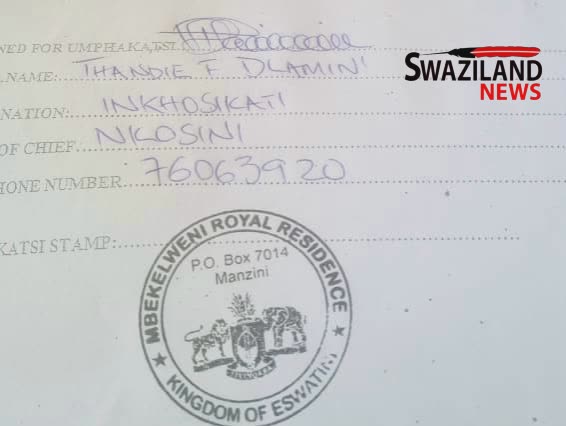 NED FOR UMPHAKATSI
NAME: THANDIE F DLAMINI
NATION: INKHOSIKATI
OF CHIEF NKOSINI
HONE NUMBER 76063920
KATSI STAMP:
MBEKELWENI ROYAL RESIDENCE
P.O. Box 7014
Manzini
KINGDOM OF ESWATINI
SWAZILAND
NEWS